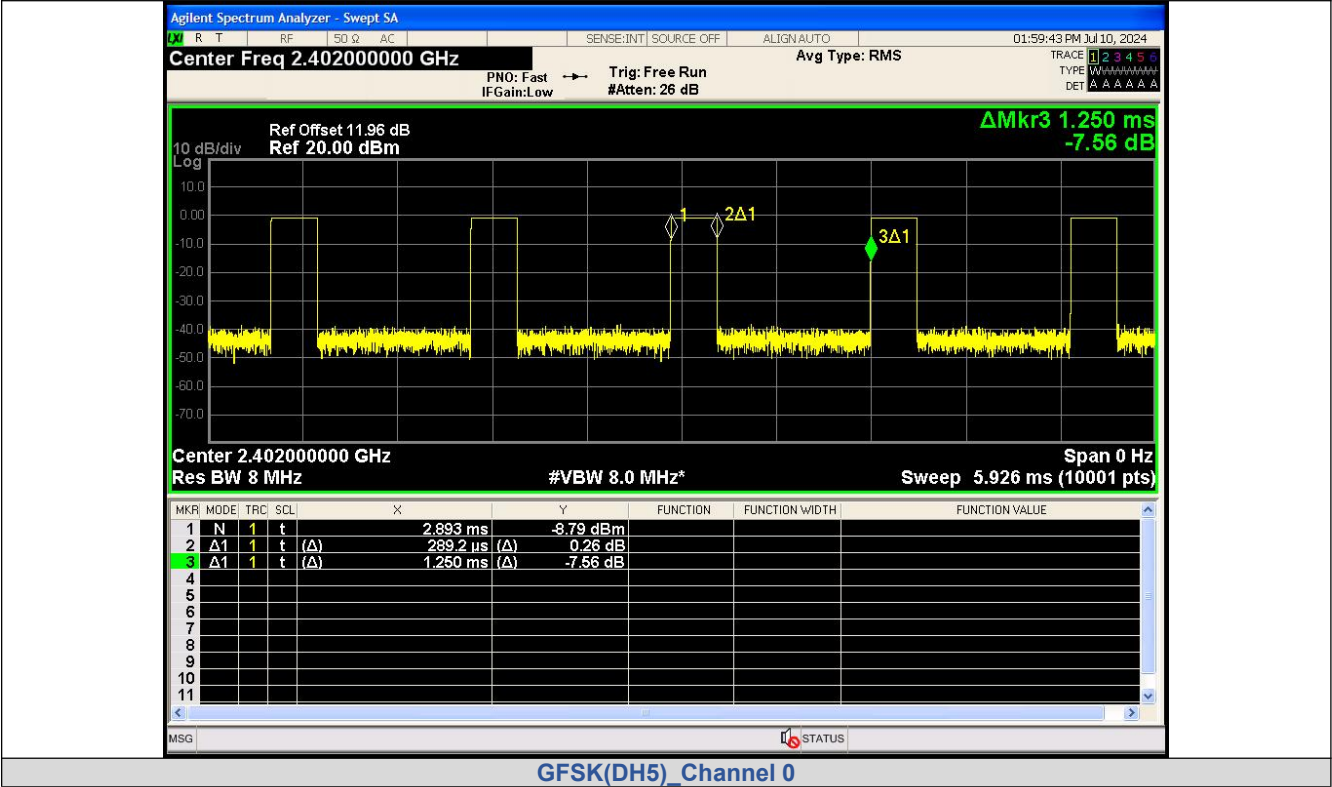 Agilent Spectrum Analyzer - Swept SA
LXI R T RF 50 Ω AC SENSE:INT SOURCE OFF ALIGN AUTO 01:59:43 PM Jul 10, 2024
Center Freq 2.402000000 GHz Avg Type: RMS TRACE 1 2 3 4 5 6
PNO: Fast Trig: Free Run TYPE WWWWWW
IFGain:Low #Atten: 26 dB DET A A A A A A
ΔMkr3 1.250 ms
Ref Offset 11.96 dB
10 dB/div Ref 20.00 dBm -7.56 dB
Log
10.0
0.00 1 2Δ1
-10.0 3Δ1
-20.0
-30.0
-40.0
-50.0
-60.0
-70.0
Center 2.402000000 GHz Span 0 Hz
Res BW 8 MHz #VBW 8.0 MHz* Sweep 5.926 ms (10001 pts)
MKR MODE TRC SCL X Y FUNCTION FUNCTION WIDTH FUNCTION VALUE
1 N 1 t 2.893 ms -8.79 dBm
2 Δ1 1 t (Δ) 289.2 µs (Δ) 0.26 dB
3 Δ1 1 t (Δ) 1.250 ms (Δ) -7.56 dB
4
5
6
7
8
9
10
11
MSG STATUS
GFSK(DH5)_Channel 0